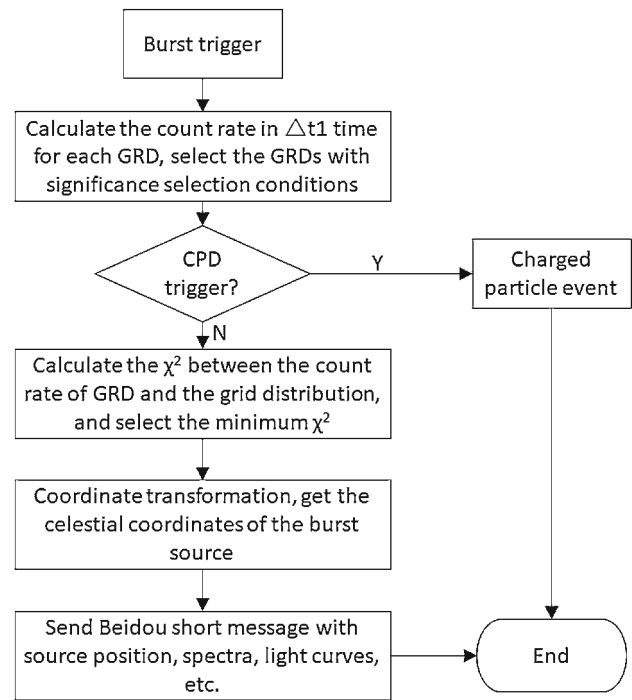 Burst trigger
Calculate the count rate in △t1 time
for each GRD, select the GRDs with
significance selection conditions
CPD
trigger?
Y
Charged
particle event
N
Calculate the χ² between the count
rate of GRD and the grid distribution,
and select the minimum χ²
Coordinate transformation, get the
celestial coordinates of the burst
source
Send Beidou short message with
source position, spectra, light curves,
etc.
End